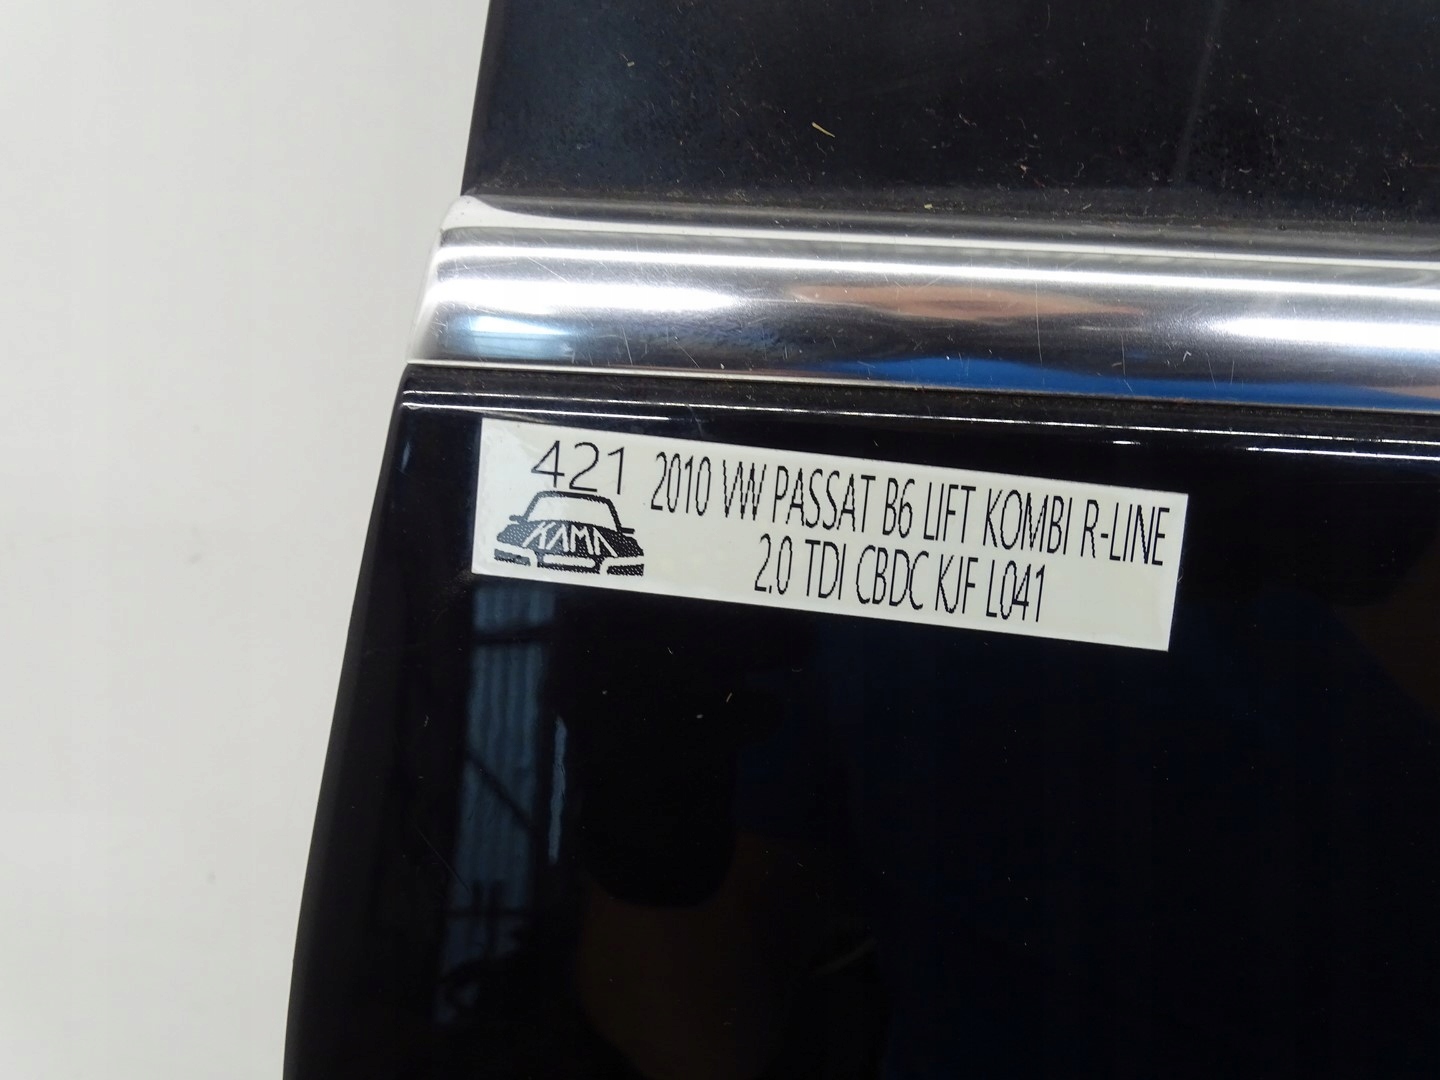 421
KAMA
2010 VW PASSAT B6 LIFT KOMBI R-LINE
2.0 TDI CBDC KJF L041